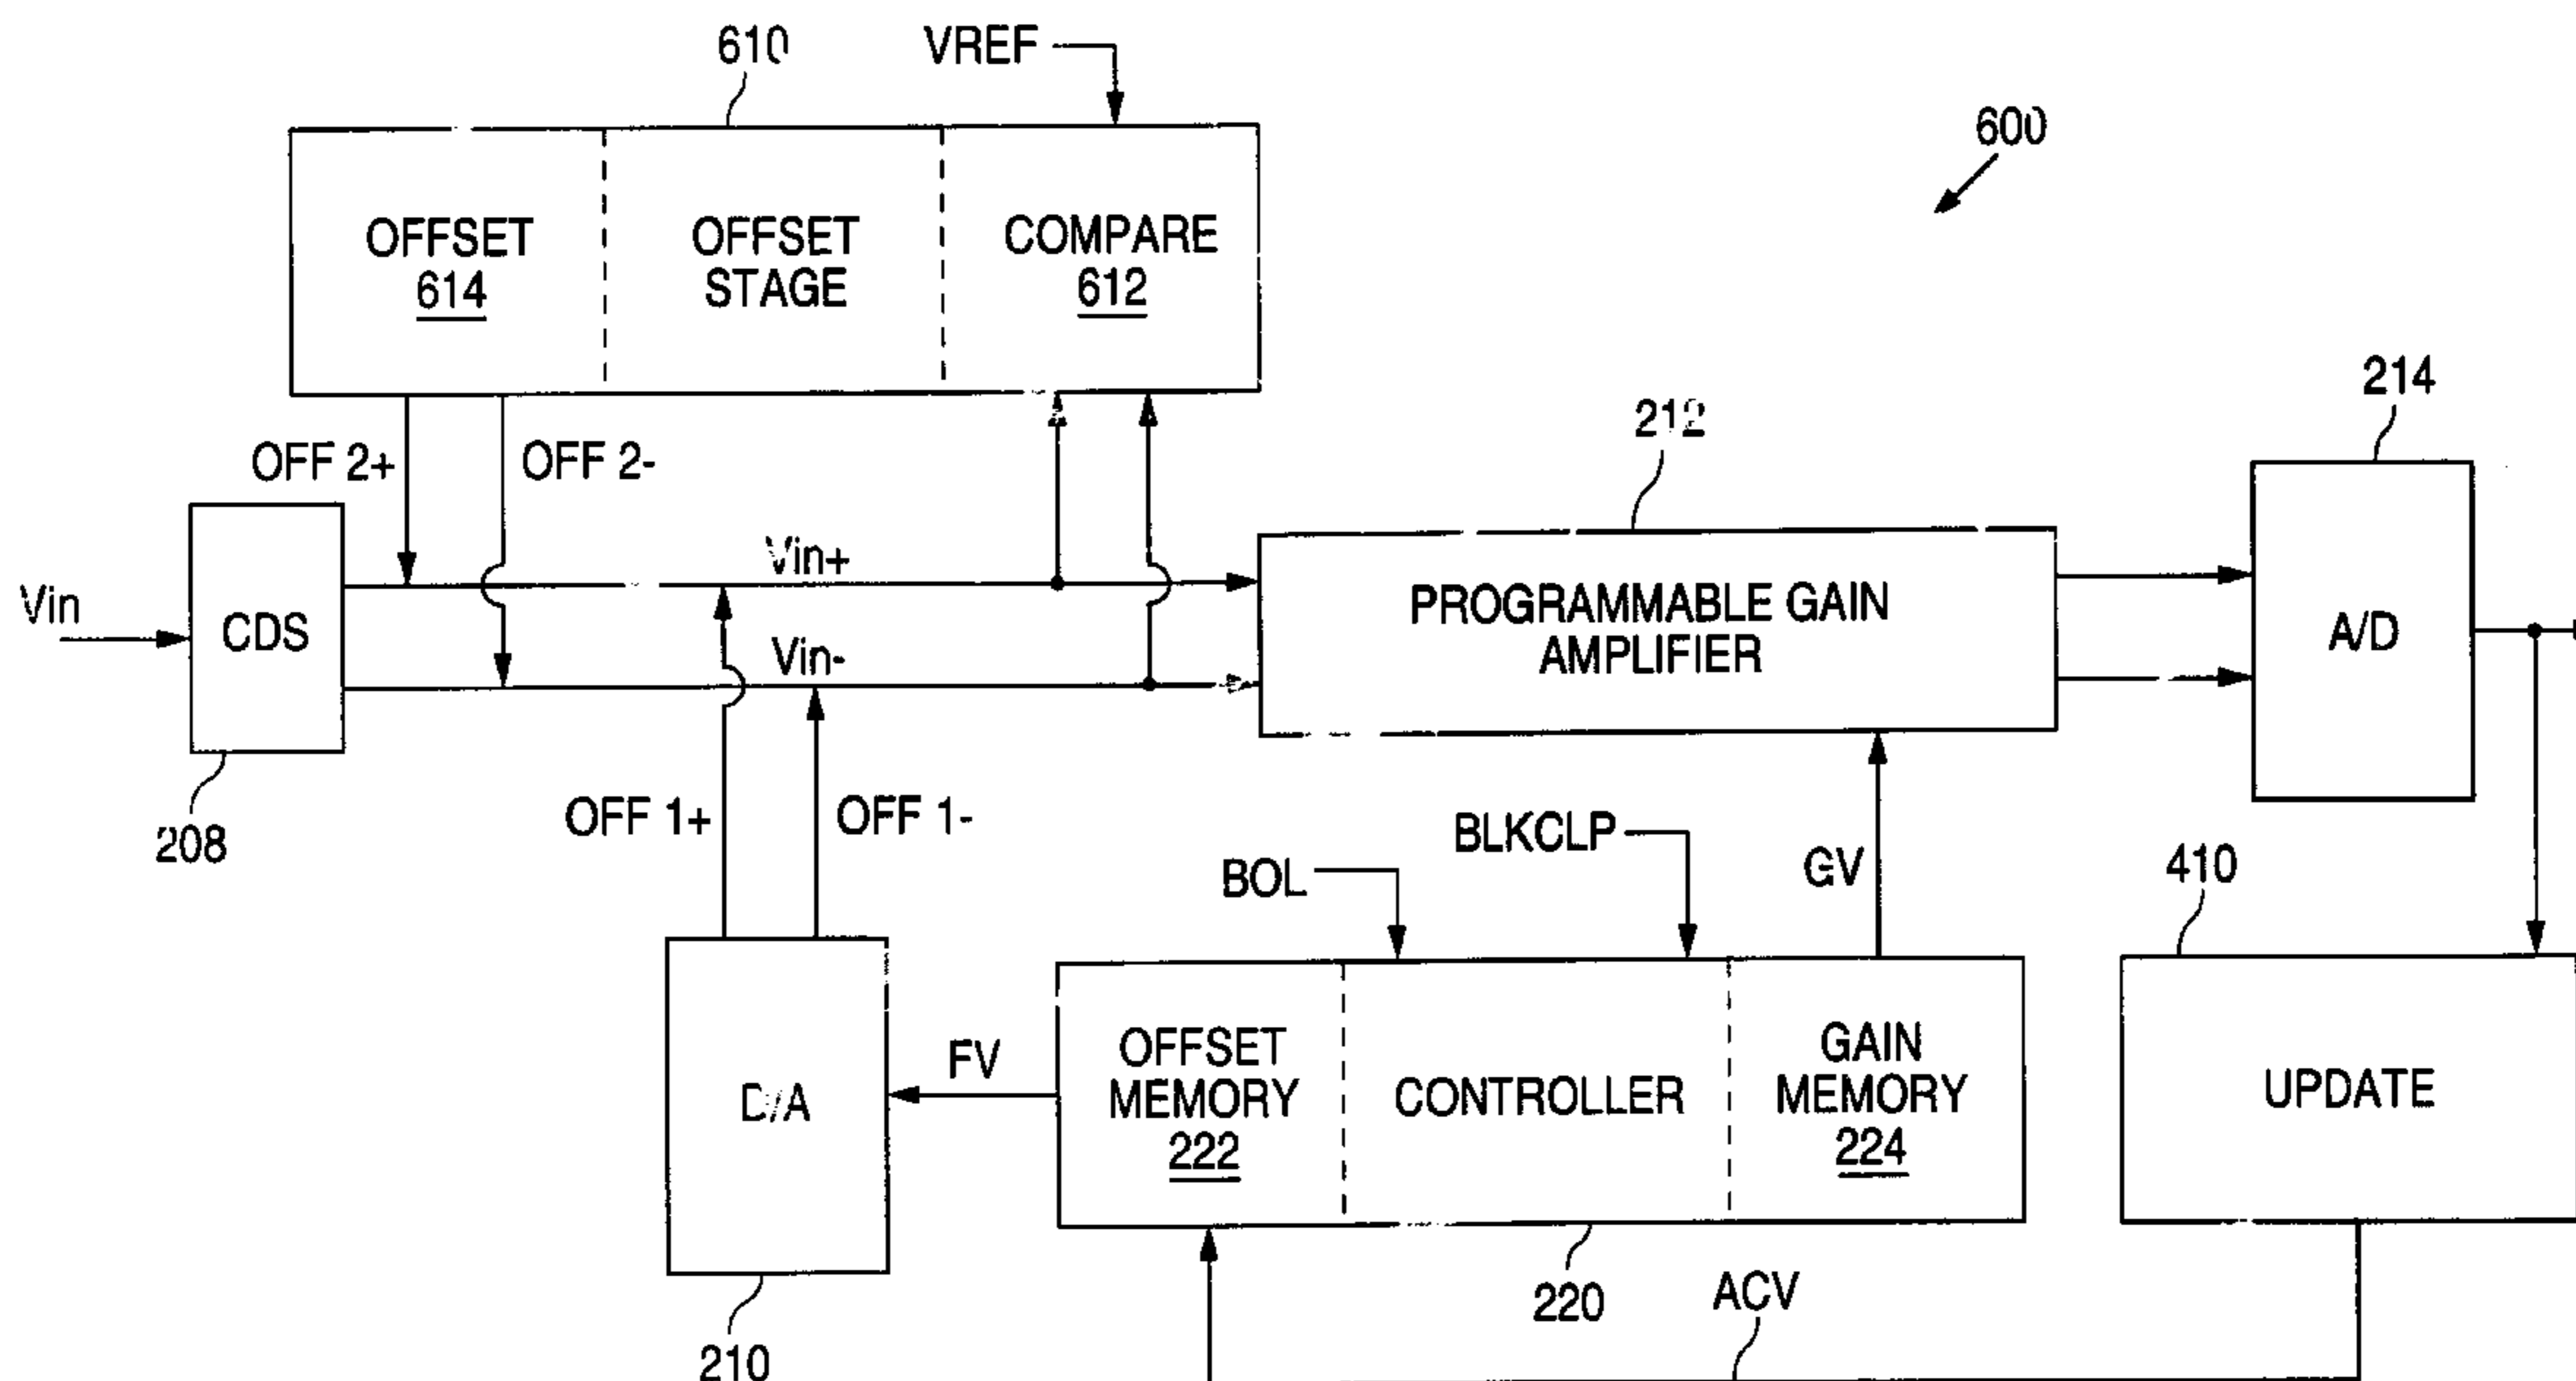 610
VREF
600
OFFSET
614
OFFSET
STAGE
COMPARE
612
214
212
OFF 2+
OFF 2-
Vin+
Vin
CDS
Vin-
PROGRAMMABLE GAIN
AMPLIFIER
A/D
208
OFF 1+
OFF 1-
BLKCLP
BOL
GV
410
D/A
FV
OFFSET
MEMORY
222
CONTROLLER
GAIN
MEMORY
224
UPDATE
220
ACV
210